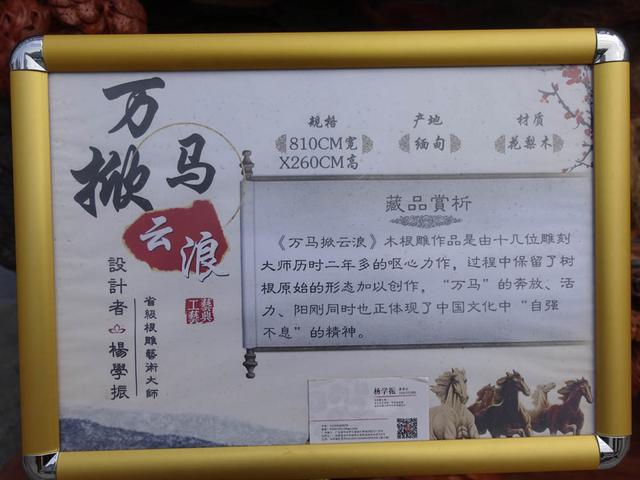 万马
掀云浪
設計者 楊學振
省級根雕藝術大师
规格
810CM宽
X260CM高
产地
缅甸
材质
花梨木
藏品賞析
《万马掀云浪》木根雕作品是由十几位雕刻
大师历时二年多的呕心力作，过程中保留了树
根原始的形态加以创作，“万马”的奔放、活
力、阳刚同时也正体现了中国文化中“自强
不息”的精神。
杨学振